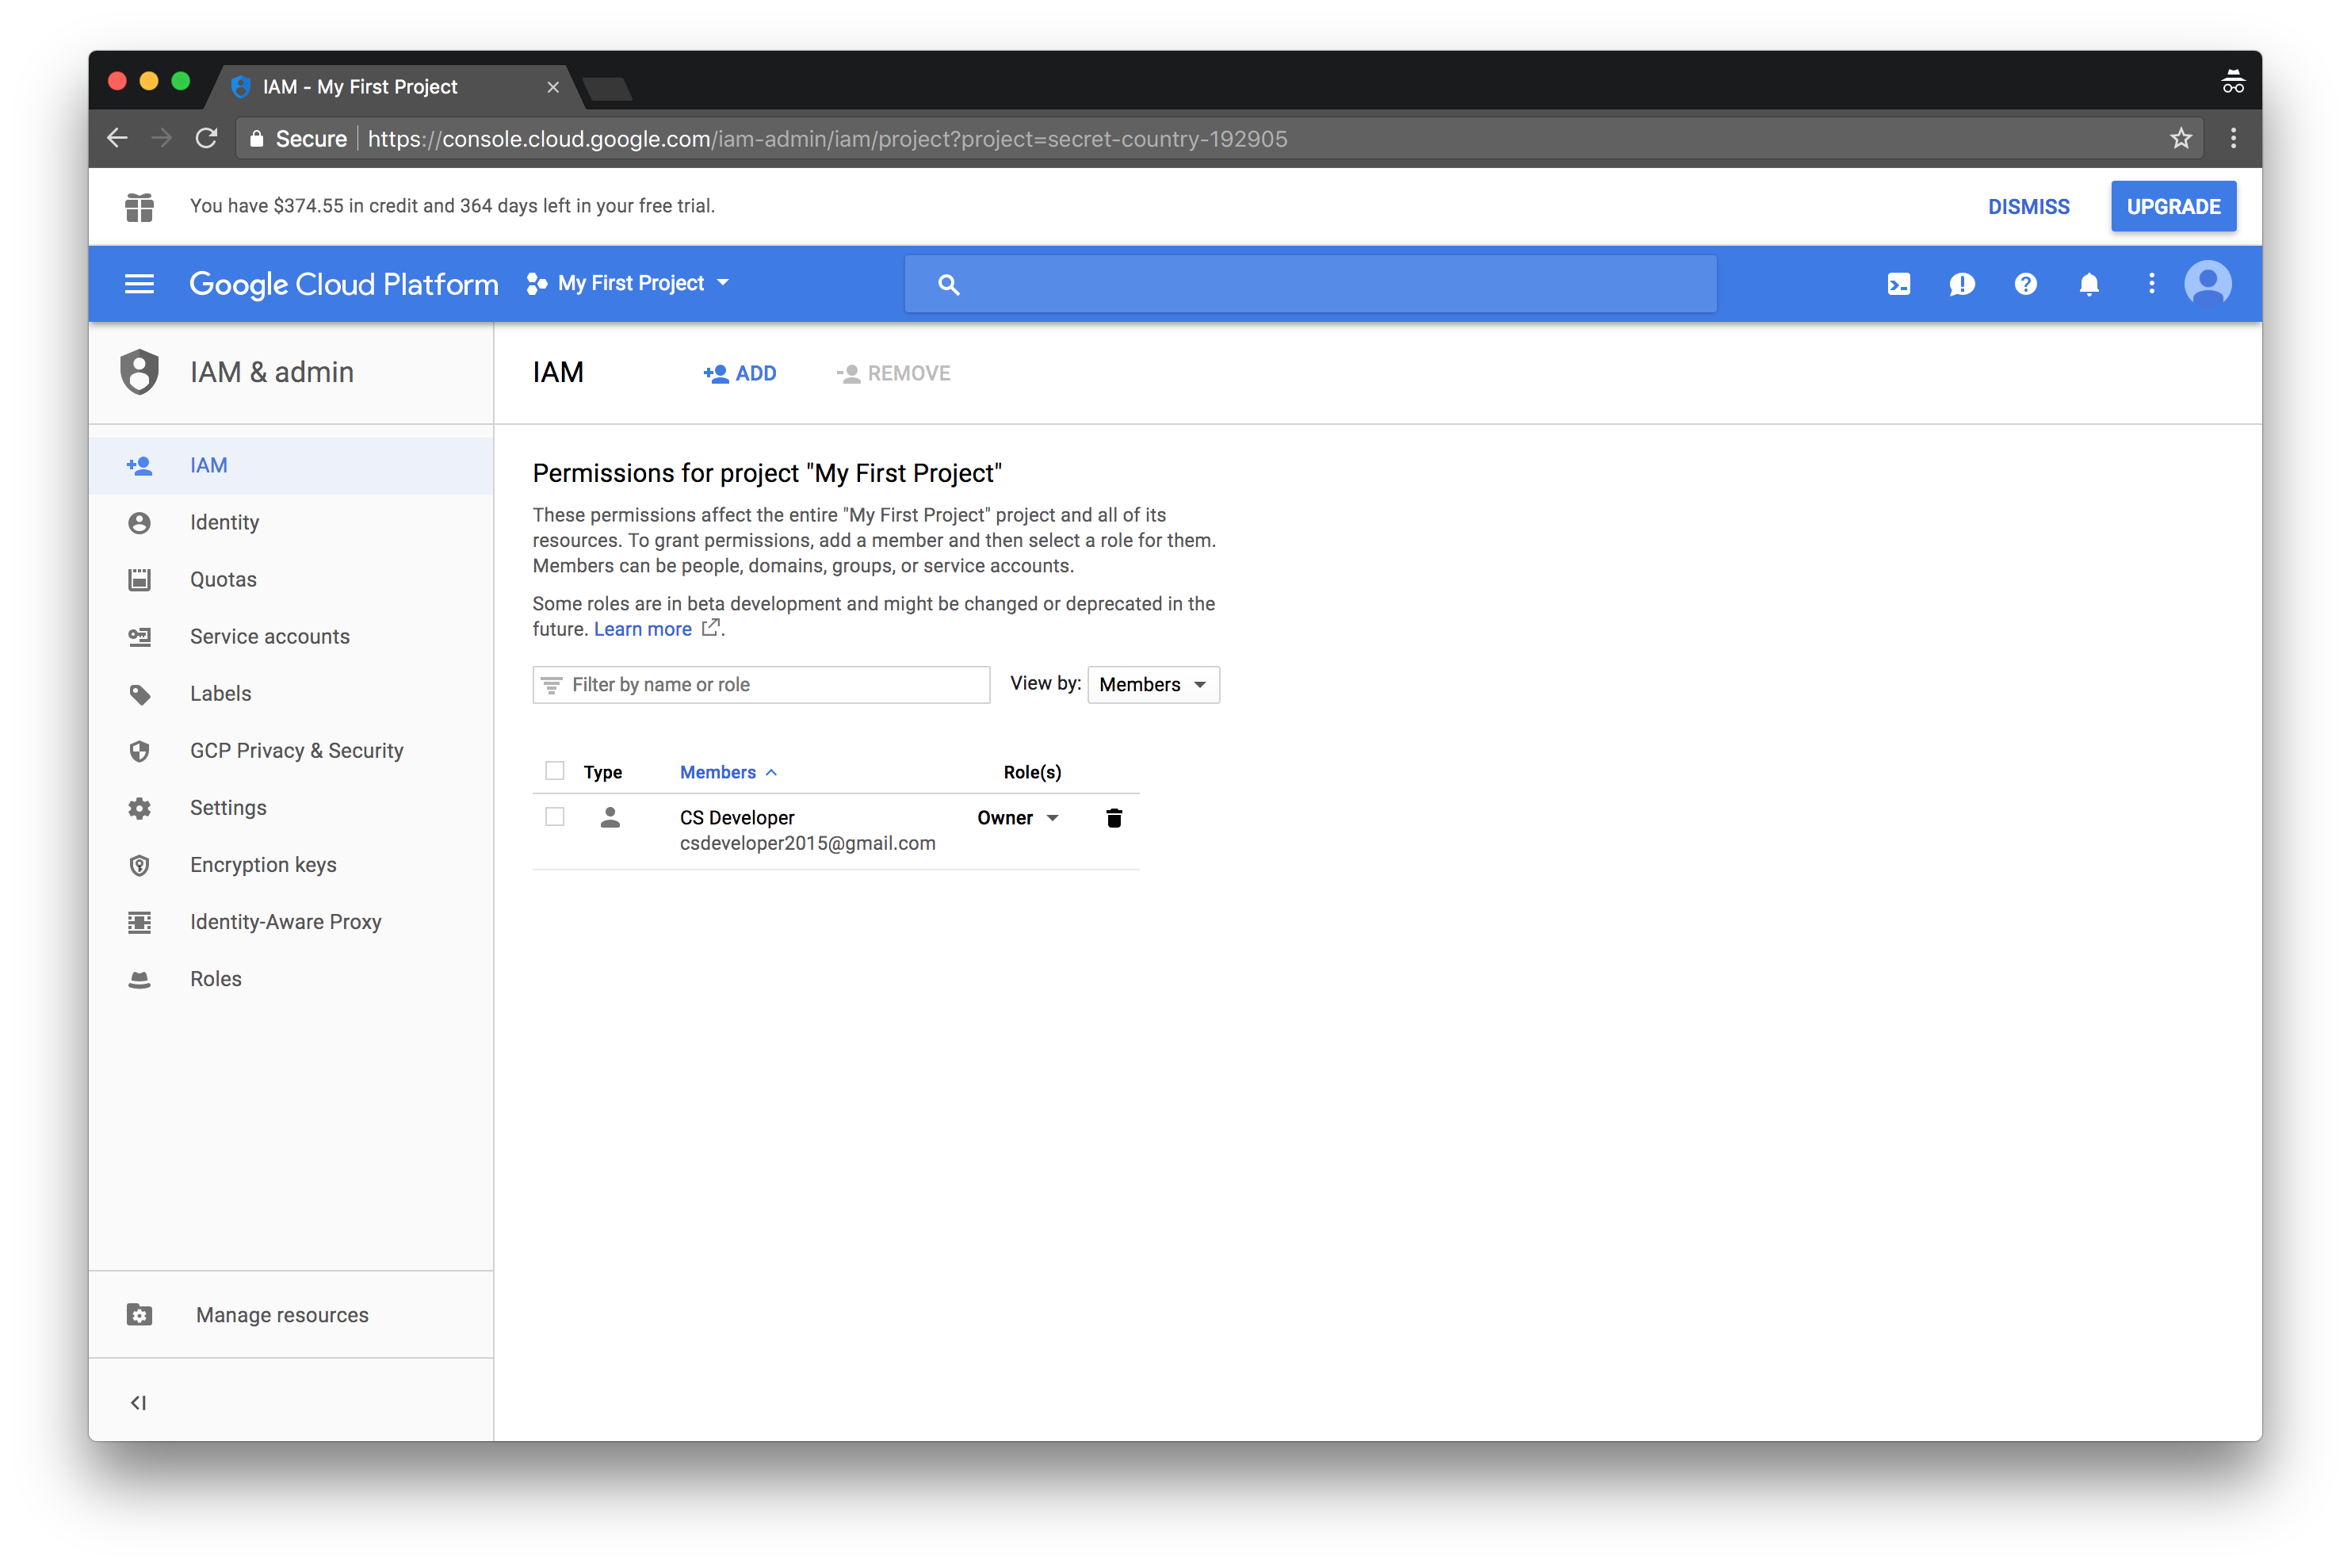 IAM - My First Project
Secure https://console.cloud.google.com/iam-admin/iam/project?project=secret-country-192905
You have $374.55 in credit and 364 days left in your free trial.
DISMISS
UPGRADE
Google Cloud Platform
My First Project
IAM & admin
IAM
Identity
Quotas
Service accounts
Labels
GCP Privacy & Security
Settings
Encryption keys
Identity-Aware Proxy
Roles
Manage resources
IAM
ADD
REMOVE
Permissions for project "My First Project"
These permissions affect the entire "My First Project" project and all of its
resources. To grant permissions, add a member and then select a role for them.
Members can be people, domains, groups, or service accounts.
Some roles are in beta development and might be changed or deprecated in the
future. Learn more .
Filter by name or role
View by: Members
Type Members Role(s)
CS Developer Owner
csdeveloper2015@gmail.com